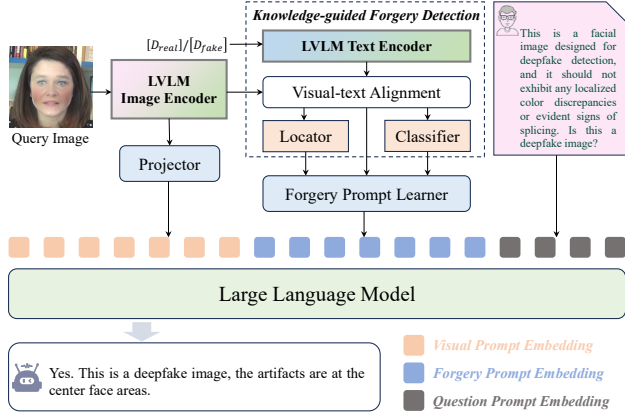 Knowledge-guided Forgery Detection
[D_real]/[D_fake]
LVLM Text Encoder
LVLM
Image Encoder
Visual-text Alignment
Locator
Classifier
Query Image
Projector
Forgery Prompt Learner
This is a facial
image designed for
deepfake detection,
and it should not
exhibit any localized
color discrepancies
or evident signs of
splicing. Is this a
deepfake image?
Large Language Model
Yes. This is a deepfake image, the artifacts are at the
center face areas.
Visual Prompt Embedding
Forgery Prompt Embedding
Question Prompt Embedding